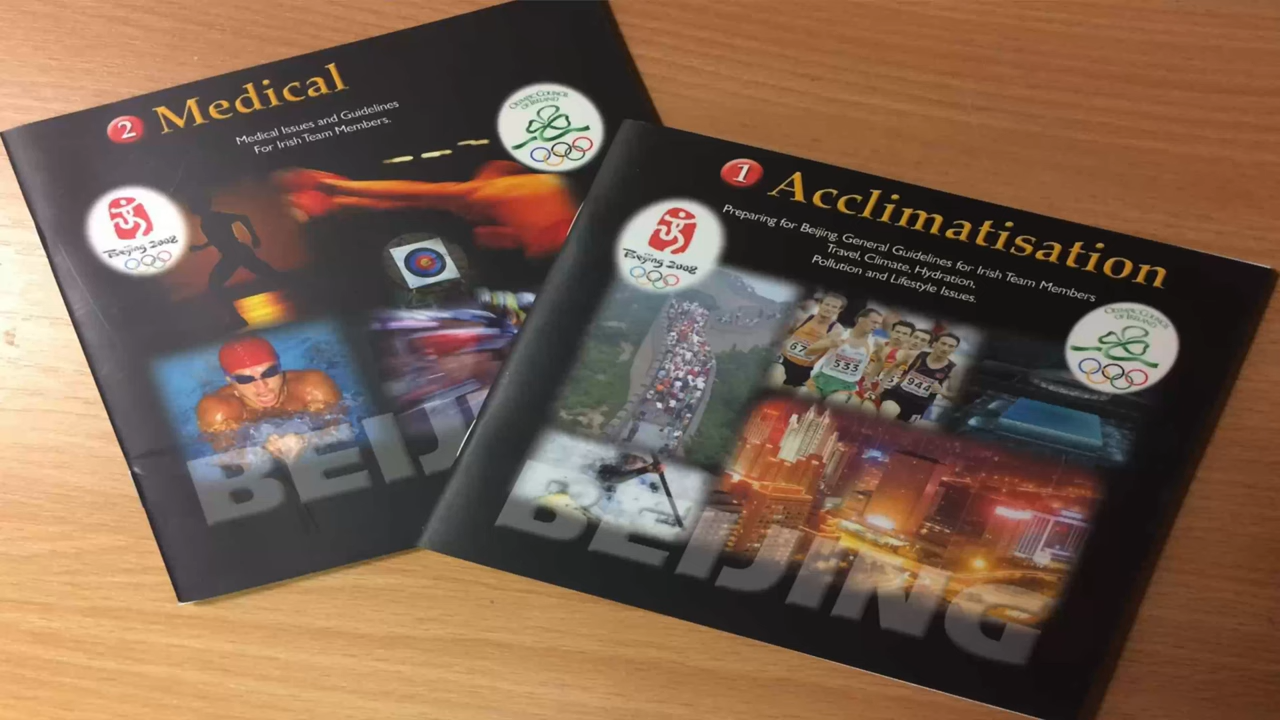 2 Medical
Medical Issues and Guidelines
For Irish Team Members.
OLYMPIC COUNCIL
OF IRELAND
Beijing 2008
BEIJ
1 Acclimatisation
Preparing for Beijing. General Guidelines for Irish Team Members
Travel, Climate, Hydration,
Pollution and Lifestyle Issues.
Beijing 2008
OLYMPIC COUNCIL
OF IRELAND
67
533
3
944
BEIJING